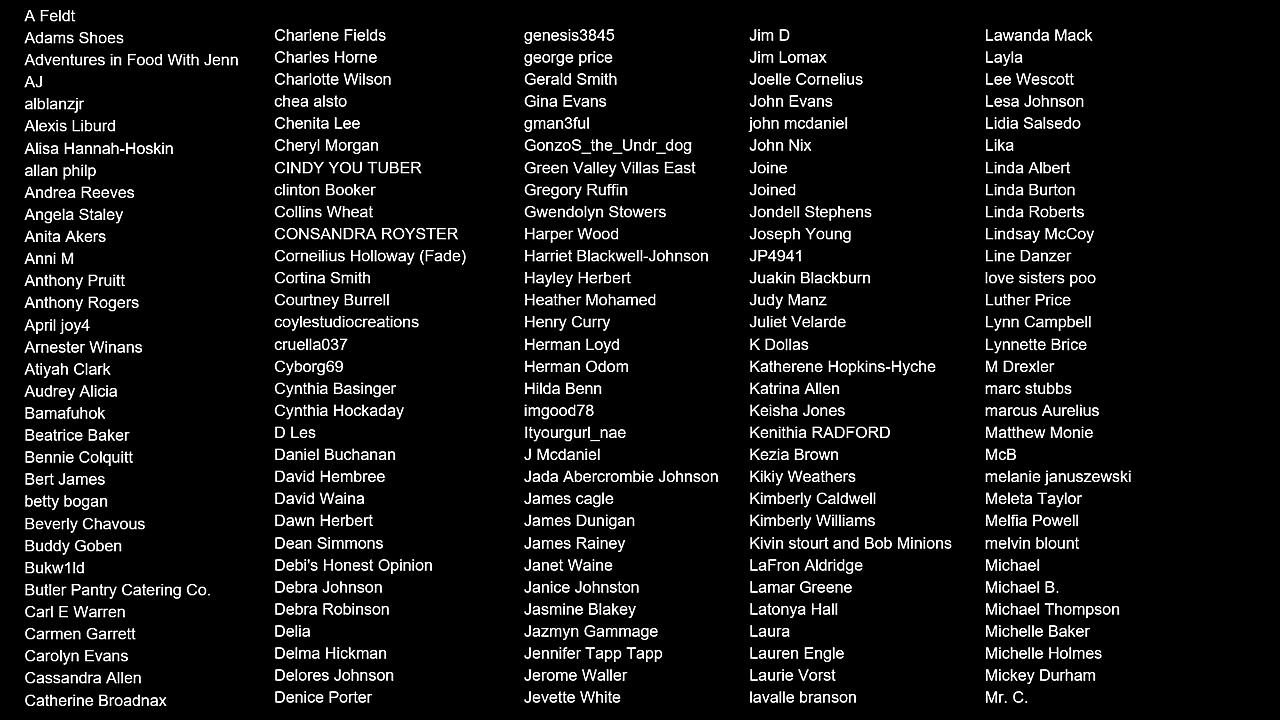 A Feldt
Adams Shoes
Adventures in Food With Jenn
AJ
alblanzjr
Alexis Liburd
Alisa Hannah-Hoskin
allan philp
Andrea Reeves
Angela Staley
Anita Akers
Anni M
Anthony Pruitt
Anthony Rogers
April joy4
Arnester Winans
Atiyah Clark
Audrey Alicia
Bamafuhok
Beatrice Baker
Bennie Colquitt
Bert James
betty bogan
Beverly Chavous
Buddy Goben
Bukw1ld
Butler Pantry Catering Co.
Carl E Warren
Carmen Garrett
Carolyn Evans
Cassandra Allen
Catherine Broadnax
Charlene Fields
Charles Horne
Charlotte Wilson
chea alsto
Chenita Lee
Cheryl Morgan
CINDY YOU TUBER
clinton Booker
Collins Wheat
CONSANDRA ROYSTER
Corneilius Holloway (Fade)
Cortina Smith
Courtney Burrell
coylestudiocreations
cruella037
Cyborg69
Cynthia Basinger
Cynthia Hockaday
D Les
Daniel Buchanan
David Hembree
David Waina
Dawn Herbert
Dean Simmons
Debi's Honest Opinion
Debra Johnson
Debra Robinson
Delia
Delma Hickman
Delores Johnson
Denice Porter
genesis3845
george price
Gerald Smith
Gina Evans
gman3ful
GonzoS_the_Undr_dog
Green Valley Villas East
Gregory Ruffin
Gwendolyn Stowers
Harper Wood
Harriet Blackwell-Johnson
Hayley Herbert
Heather Mohamed
Henry Curry
Herman Loyd
Herman Odom
Hilda Benn
imgood78
Ityourgurl_nae
J Mcdaniel
Jada Abercrombie Johnson
James cagle
James Dunigan
James Rainey
Janet Waine
Janice Johnston
Jasmine Blakey
Jazmyn Gammage
Jennifer Tapp Tapp
Jerome Waller
Jevette White
Jim D
Jim Lomax
Joelle Cornelius
John Evans
john mcdaniel
John Nix
Joine
Joined
Jondell Stephens
Joseph Young
JP4941
Juakin Blackburn
Judy Manz
Juliet Velarde
K Dollas
Katherene Hopkins-Hyche
Katrina Allen
Keisha Jones
Kenithia RADFORD
Kezia Brown
Kikiy Weathers
Kimberly Caldwell
Kimberly Williams
Kivin stourt and Bob Minions
LaFron Aldridge
Lamar Greene
Latonya Hall
Laura
Lauren Engle
Laurie Vorst
lavalle branson
Lawanda Mack
Layla
Lee Wescott
Lesa Johnson
Lidia Salsedo
Lika
Linda Albert
Linda Burton
Linda Roberts
Lindsay McCoy
Line Danzer
love sisters poo
Luther Price
Lynn Campbell
Lynnette Brice
M Drexler
marc stubbs
marcus Aurelius
Matthew Monie
McB
melanie januszewski
Meleta Taylor
Melfia Powell
melvin blount
Michael
Michael B.
Michael Thompson
Michelle Baker
Michelle Holmes
Mickey Durham
Mr. C.